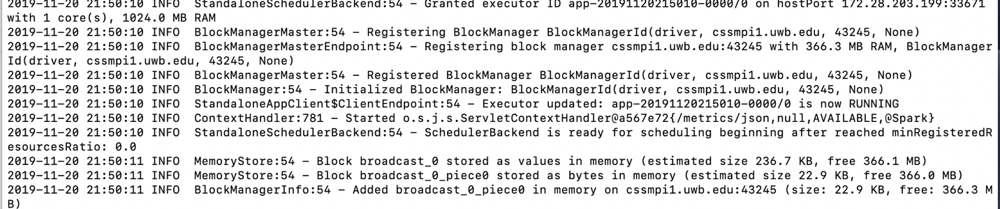 2019-11-20 21:50:10 INFO  StandaloneSchedulerBackend:54 - Granted executor ID app-20191120215010-0000/0 on hostPort 172.28.203.199:33671
with 1 core(s), 1024.0 MB RAM
2019-11-20 21:50:10 INFO  BlockManagerMaster:54 - Registering BlockManager BlockManagerId(driver, cssmpi1.uwb.edu, 43245, None)
2019-11-20 21:50:10 INFO  BlockManagerMasterEndpoint:54 - Registering block manager cssmpi1.uwb.edu:43245 with 366.3 MB RAM, BlockManager
Id(driver, cssmpi1.uwb.edu, 43245, None)
2019-11-20 21:50:10 INFO  BlockManagerMaster:54 - Registered BlockManager BlockManagerId(driver, cssmpi1.uwb.edu, 43245, None)
2019-11-20 21:50:10 INFO  BlockManager:54 - Initialized BlockManager: BlockManagerId(driver, cssmpi1.uwb.edu, 43245, None)
2019-11-20 21:50:10 INFO  StandaloneAppClient$ClientEndpoint:54 - Executor updated: app-20191120215010-0000/0 is now RUNNING
2019-11-20 21:50:10 INFO  ContextHandler:781 - Started o.s.j.s.ServletContextHandler@a567e72{/metrics/json,null,AVAILABLE,@Spark}
2019-11-20 21:50:10 INFO  StandaloneSchedulerBackend:54 - SchedulerBackend is ready for scheduling beginning after reached minRegisteredR
esourcesRatio: 0.0
2019-11-20 21:50:11 INFO  MemoryStore:54 - Block broadcast_0 stored as values in memory (estimated size 236.7 KB, free 366.1 MB)
2019-11-20 21:50:11 INFO  MemoryStore:54 - Block broadcast_0_piece0 stored as bytes in memory (estimated size 22.9 KB, free 366.0 MB)
2019-11-20 21:50:11 INFO  BlockManagerInfo:54 - Added broadcast_0_piece0 in memory on cssmpi1.uwb.edu:43245 (size: 22.9 KB, free: 366.3 M
B)